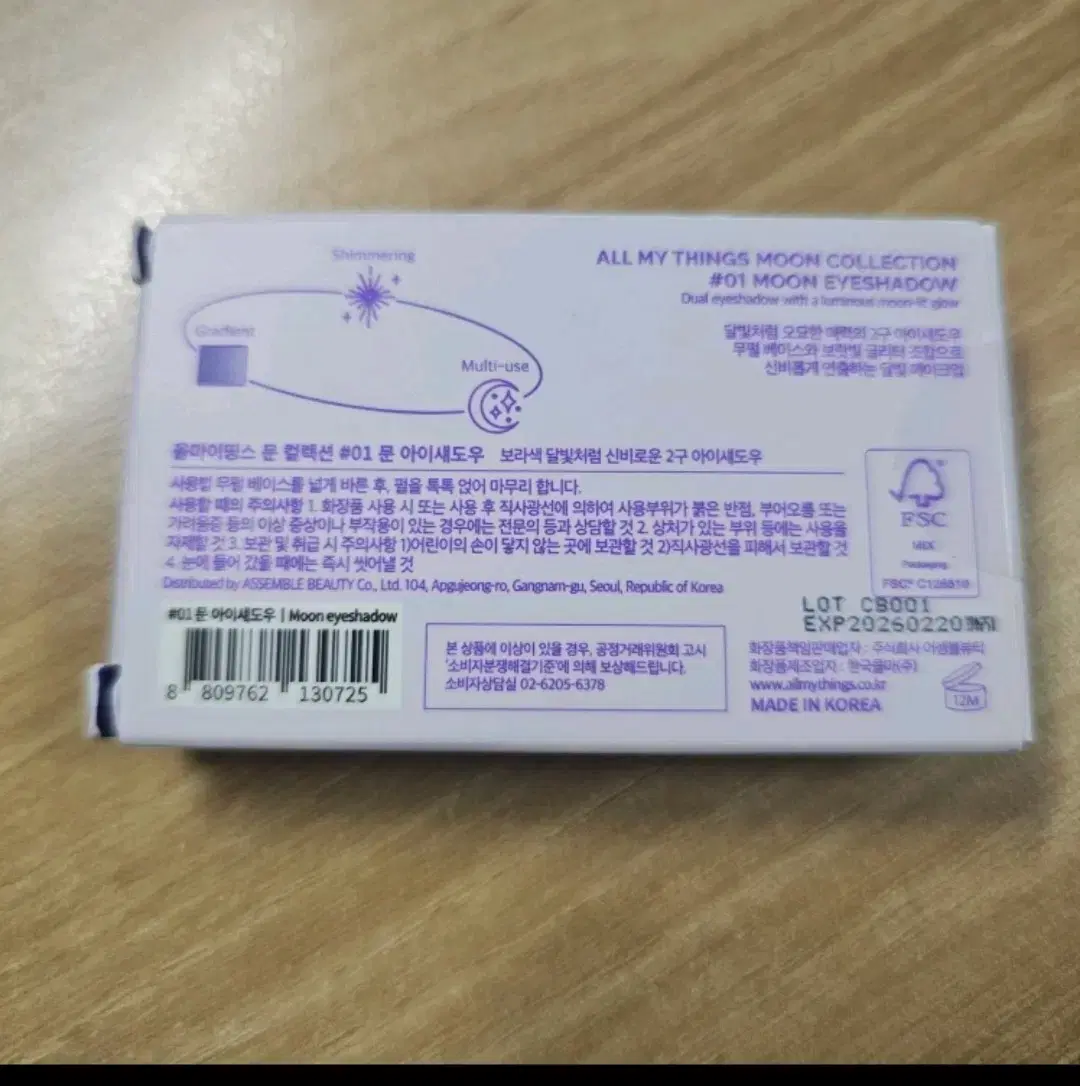 Shimmering
Gradient
Multi-use
ALL MY THINGS MOON COLLECTION
#01 MOON EYESHADOW
Dual eyeshadow with a luminous moon-lit glow
달빛처럼 오묘한 매력의 2구 아이섀도우
무펄 베이스와 보랏빛 글리터 조합으로
신비롭게 연출하는 달빛 메이크업
올마이띵스 문 컬렉션 #01 문 아이섀도우 보라색 달빛처럼 신비로운 2구 아이섀도우
사용법 무펄 베이스를 넓게 바른 후, 펄을 톡톡 얹어 마무리 합니다.
사용할 때의 주의사항 1. 화장품 사용 시 또는 사용 후 직사광선에 의하여 사용부위가 붉은 반점, 부어오름 또는
가려움증 등의 이상 증상이나 부작용이 있는 경우에는 전문의 등과 상담할 것 2. 상처가 있는 부위 등에는 사용을
자제할 것 3. 보관 및 취급 시 주의사항 1)어린이의 손이 닿지 않는 곳에 보관할 것 2)직사광선을 피해서 보관할 것
4. 눈에 들어 갔을 때에는 즉시 씻어낼 것
Distributed by ASSEMBLE BEAUTY Co., Ltd. 104, Apgujeong-ro, Gangnam-gu, Seoul, Republic of Korea
FSC
MIX
Packaging
FSC® C128810
#01 문 아이섀도우 | Moon eyeshadow
8 809762 130725
본 상품에 이상이 있을 경우, 공정거래위원회 고시
'소비자분쟁해결기준'에 의해 보상해드립니다.
소비자상담실 02-6205-6378
LOT CB001
EXP20260220까지
화장품책임판매업자 : 주식회사 어셈블뷰티
화장품제조업자 : 한국콜마(주)
www.allmythings.co.kr
MADE IN KOREA
12M